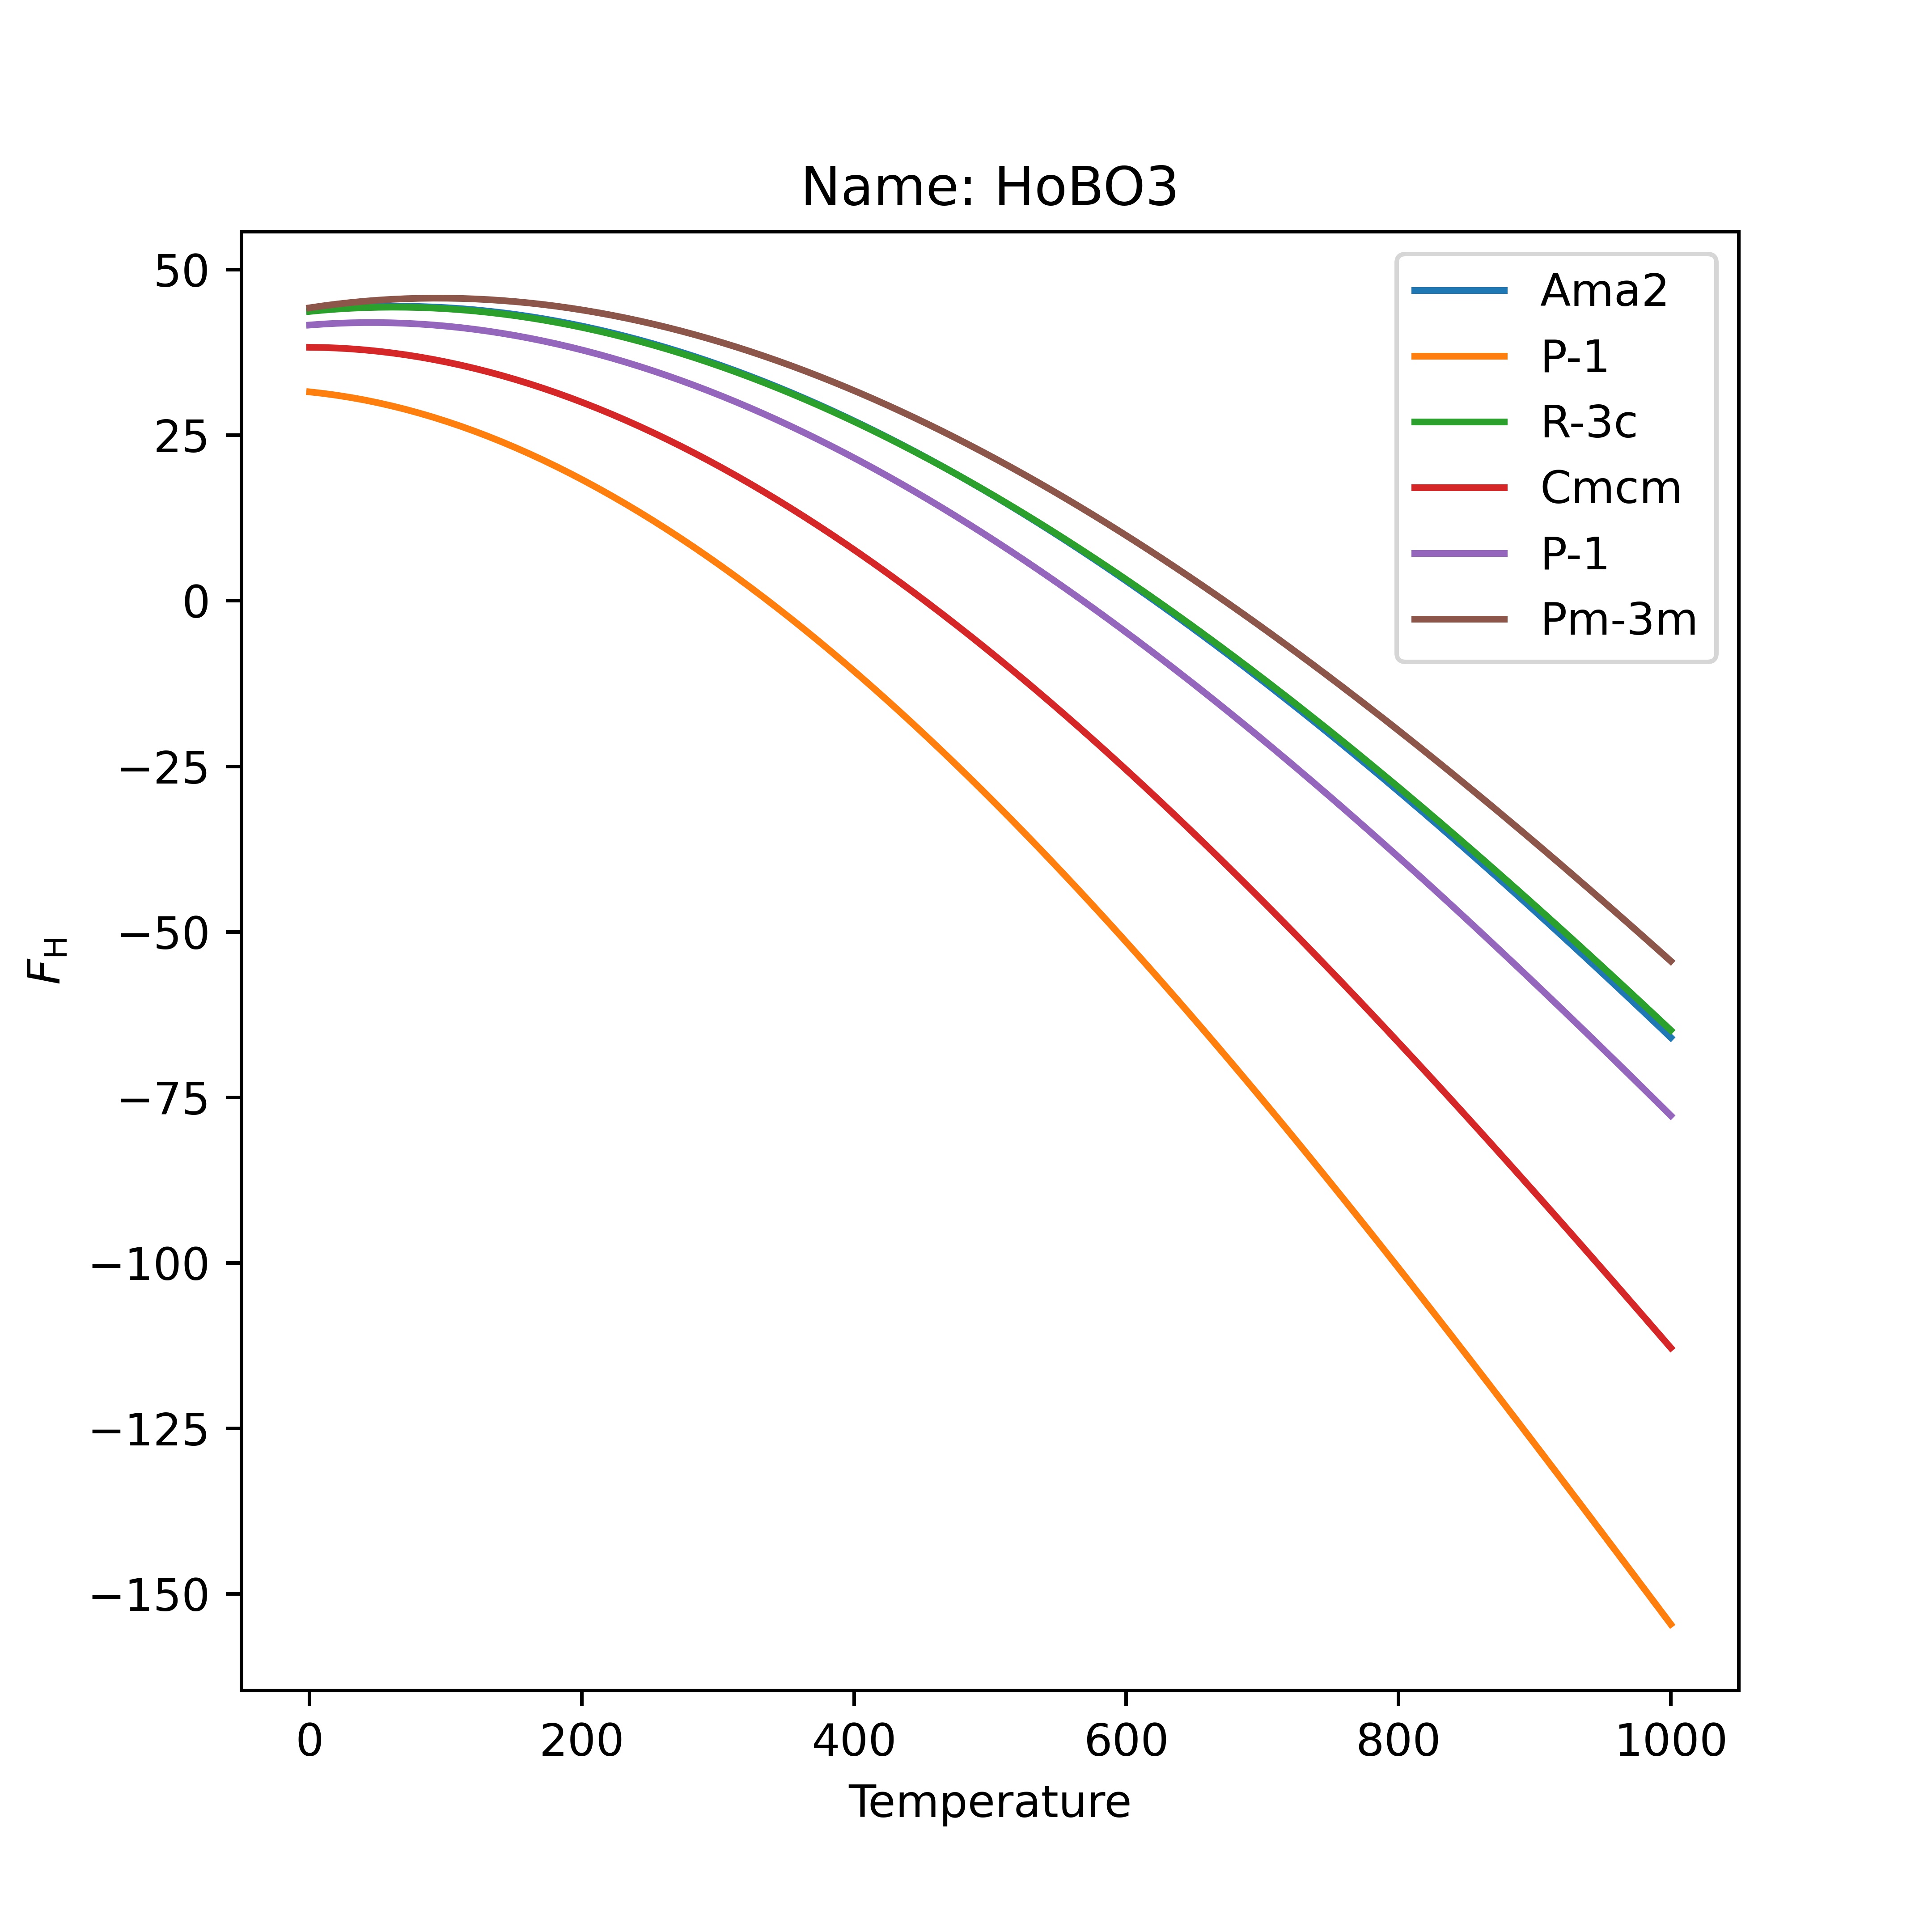 Name: HoBO3
50
25
0
−25
−50
−75
−100
−125
−150
F_H
Ama2
P-1
R-3c
Cmcm
P-1
Pm-3m
0 200 400 600 800 1000
Temperature